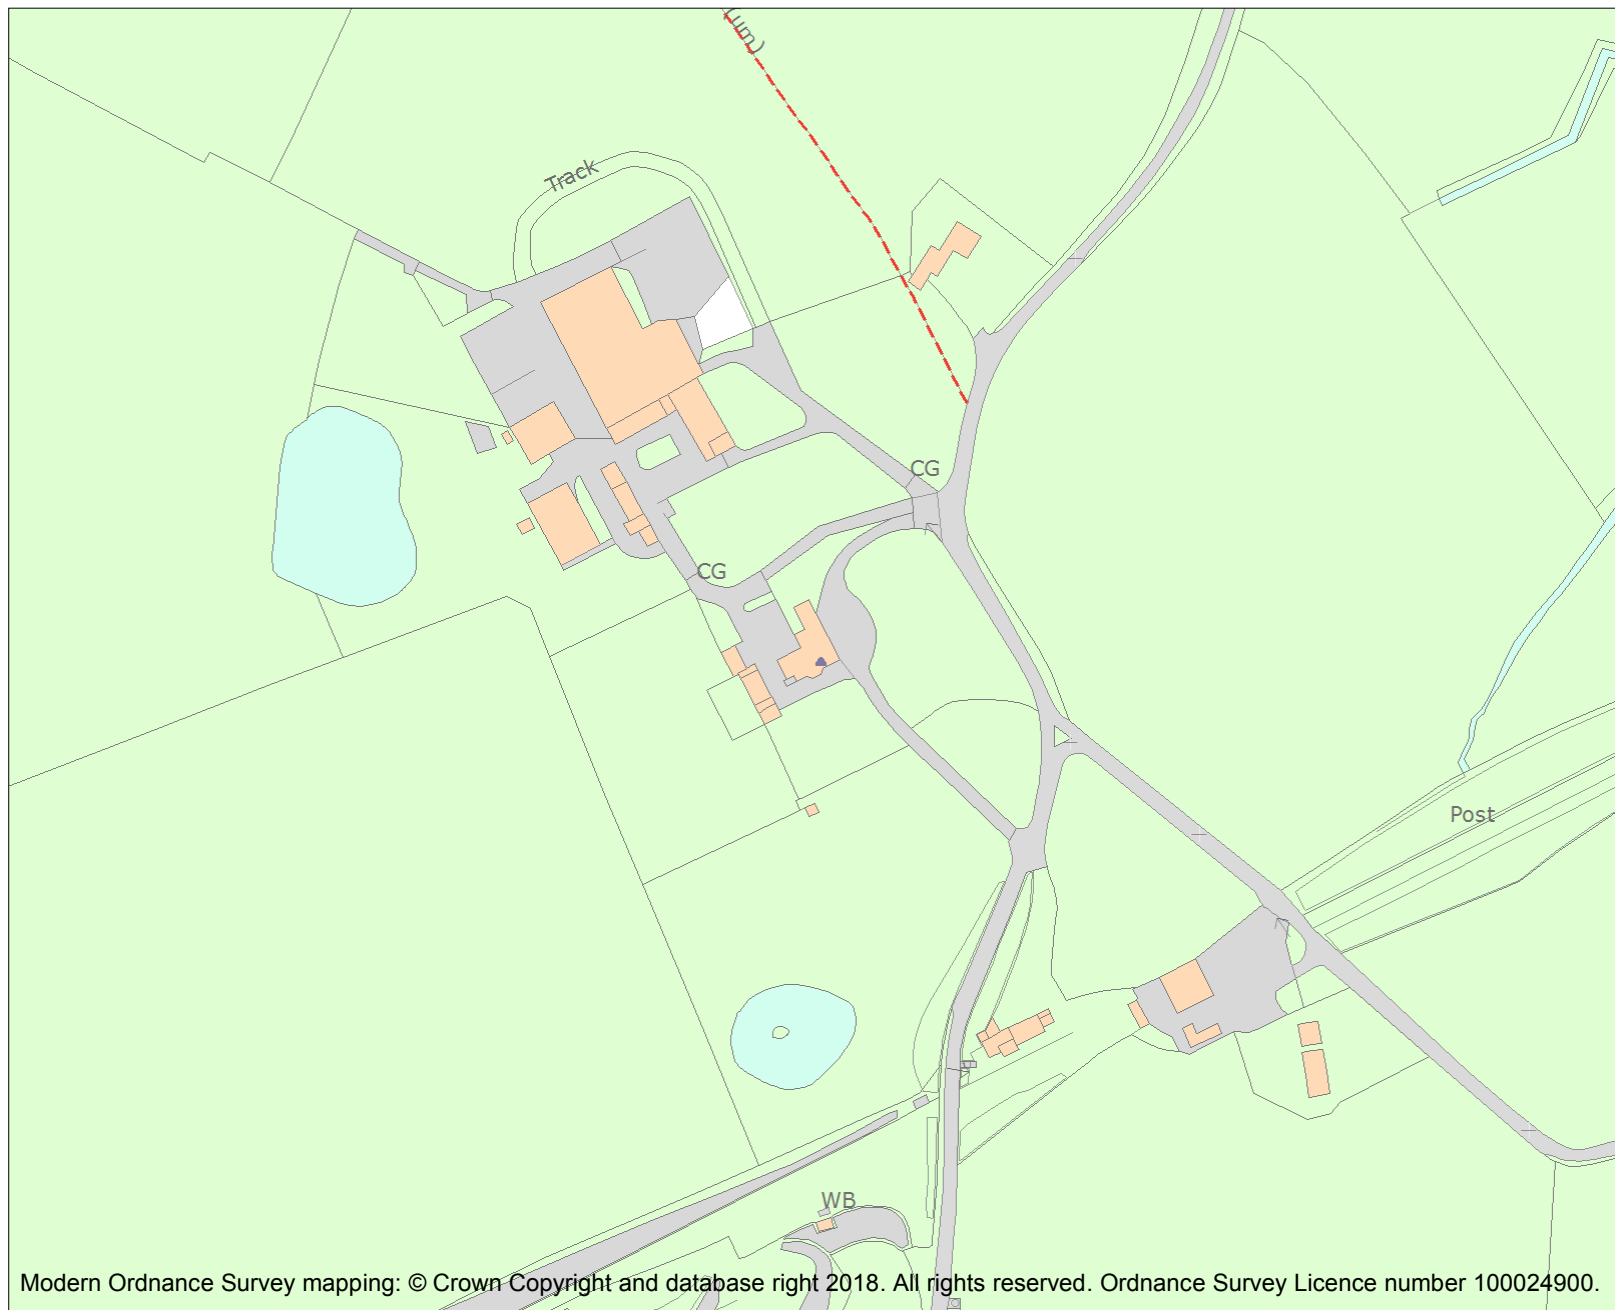 (um)
Track
CG
CG
Post
WB
Modern Ordnance Survey mapping: © Crown Copyright and database right 2018. All rights reserved. Ordnance Survey Licence number 100024900.